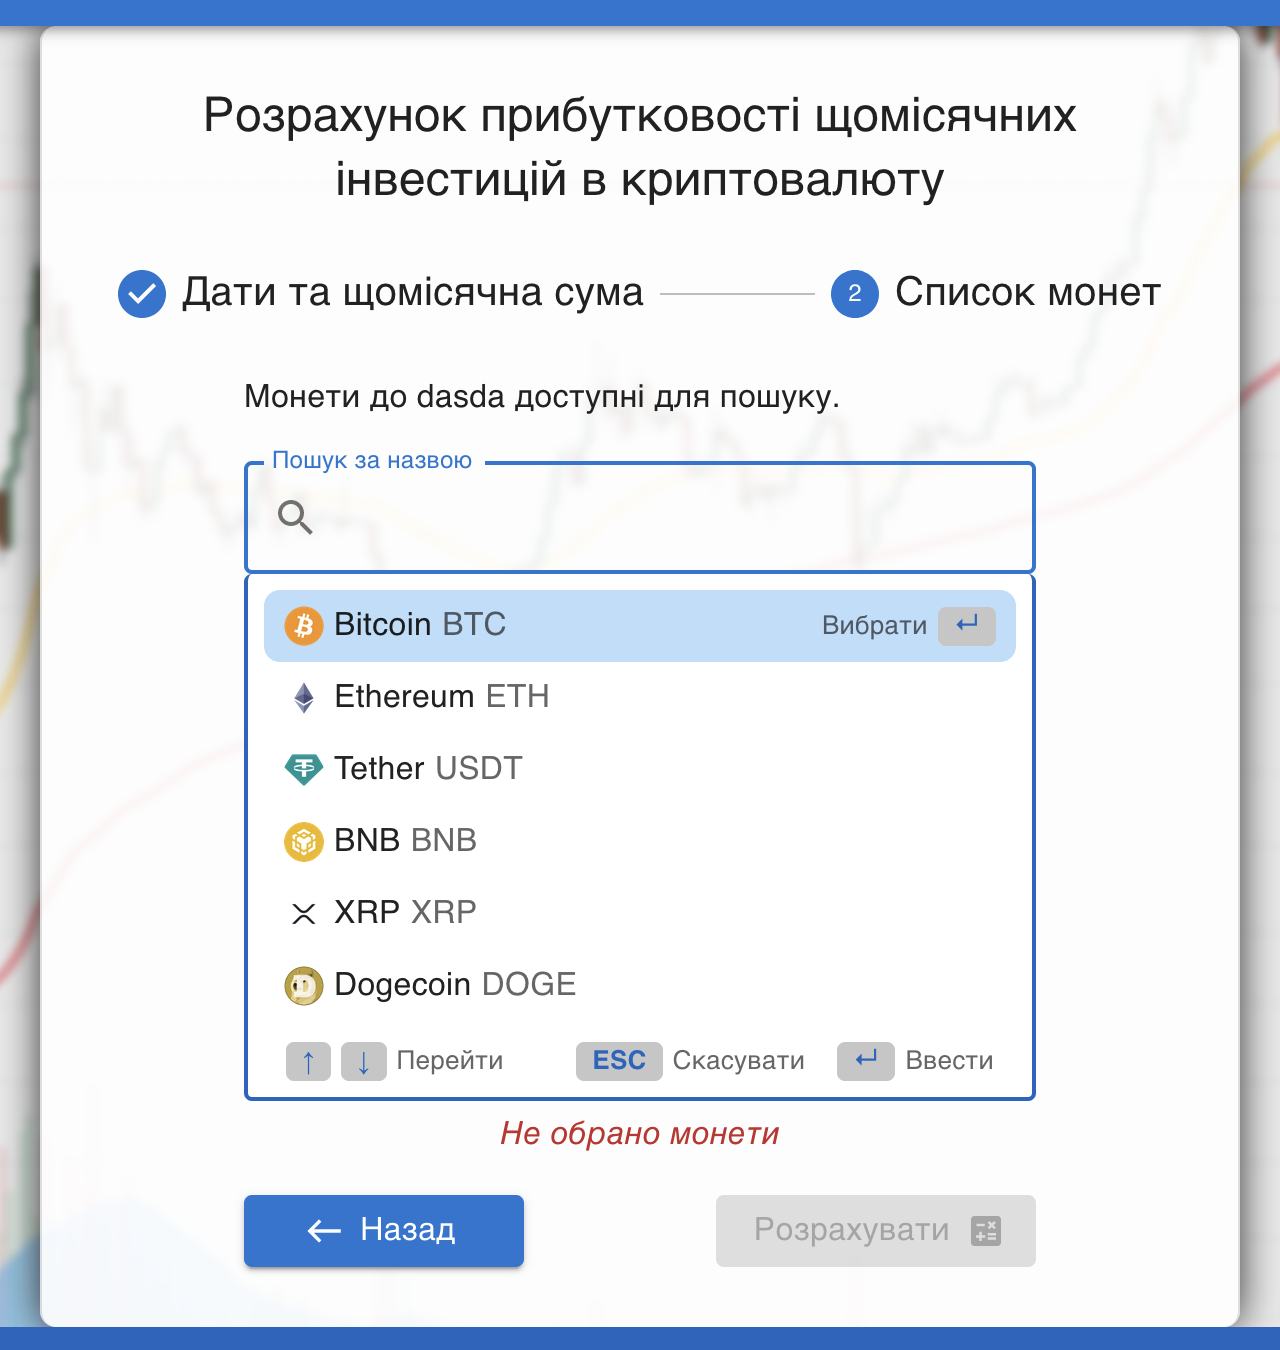 Розрахунок прибутковості щомісячних
інвестицій в криптовалюту
Дати та щомісячна сума
2 Список монет
Монети до dasda доступні для пошуку.
Пошук за назвою
Bitcoin BTC Вибрати ↵
Ethereum ETH
Tether USDT
BNB BNB
XRP XRP
Dogecoin DOGE
↑ ↓ Перейти ESC Скасувати ↵ Ввести
Не обрано монети
← Назад
Розрахувати